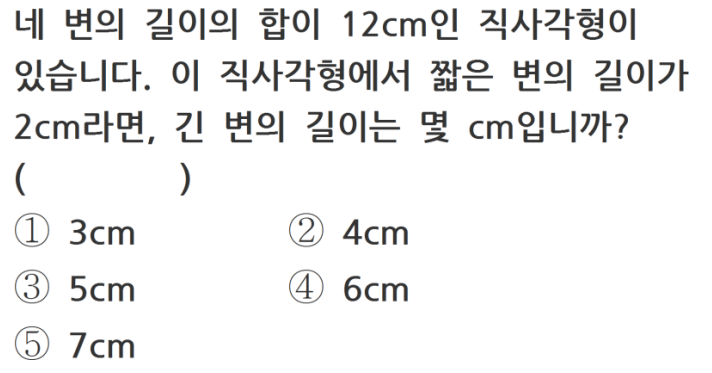 네 변의 길이의 합이 12cm인 직사각형이
있습니다. 이 직사각형에서 짧은 변의 길이가
2cm라면, 긴 변의 길이는 몇 cm입니까?
(          )
① 3cm          ② 4cm
③ 5cm          ④ 6cm
⑤ 7cm